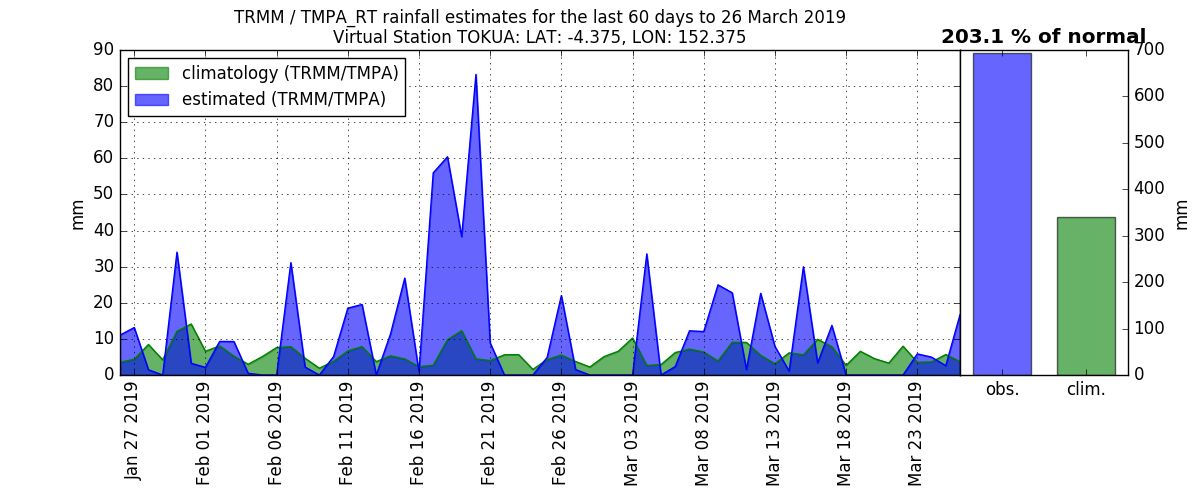 TRMM / TMPA_RT rainfall estimates for the last 60 days to 26 March 2019
Virtual Station TOKUA: LAT: -4.375, LON: 152.375
203.1 % of normal
climatology (TRMM/TMPA)
estimated (TRMM/TMPA)
90
80
70
60
50
40
30
20
10
0
mm
Jan 27 2019
Feb 01 2019
Feb 06 2019
Feb 11 2019
Feb 16 2019
Feb 21 2019
Feb 26 2019
Mar 03 2019
Mar 08 2019
Mar 13 2019
Mar 18 2019
Mar 23 2019
obs.
clim.
700
600
500
400
300
200
100
0
mm